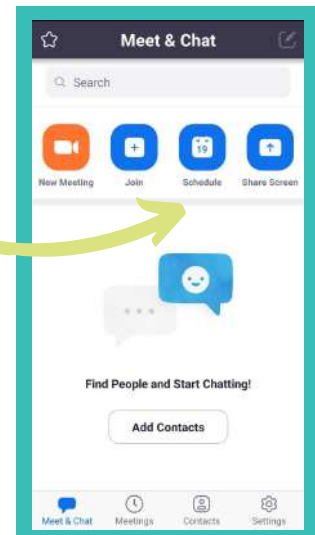 Meet & Chat
Search
19
New Meeting Join Schedule Share Screen
Find People and Start Chatting!
Add Contacts
Meet & Chat Meetings Contacts Settings